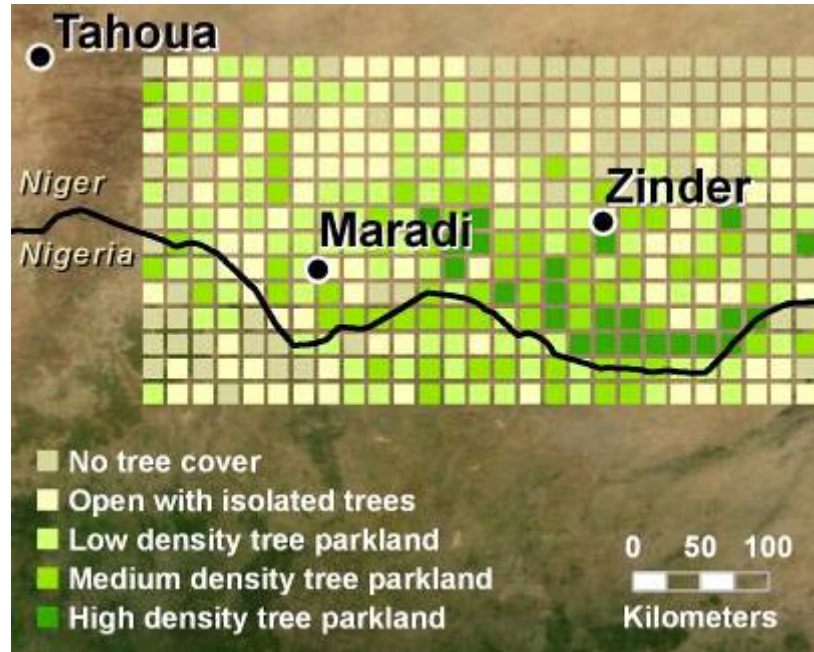 Tahoua
Niger
Nigeria
Zinder
Maradi
No tree cover
Open with isolated trees
Low density tree parkland
Medium density tree parkland
High density tree parkland
0 50 100
Kilometers